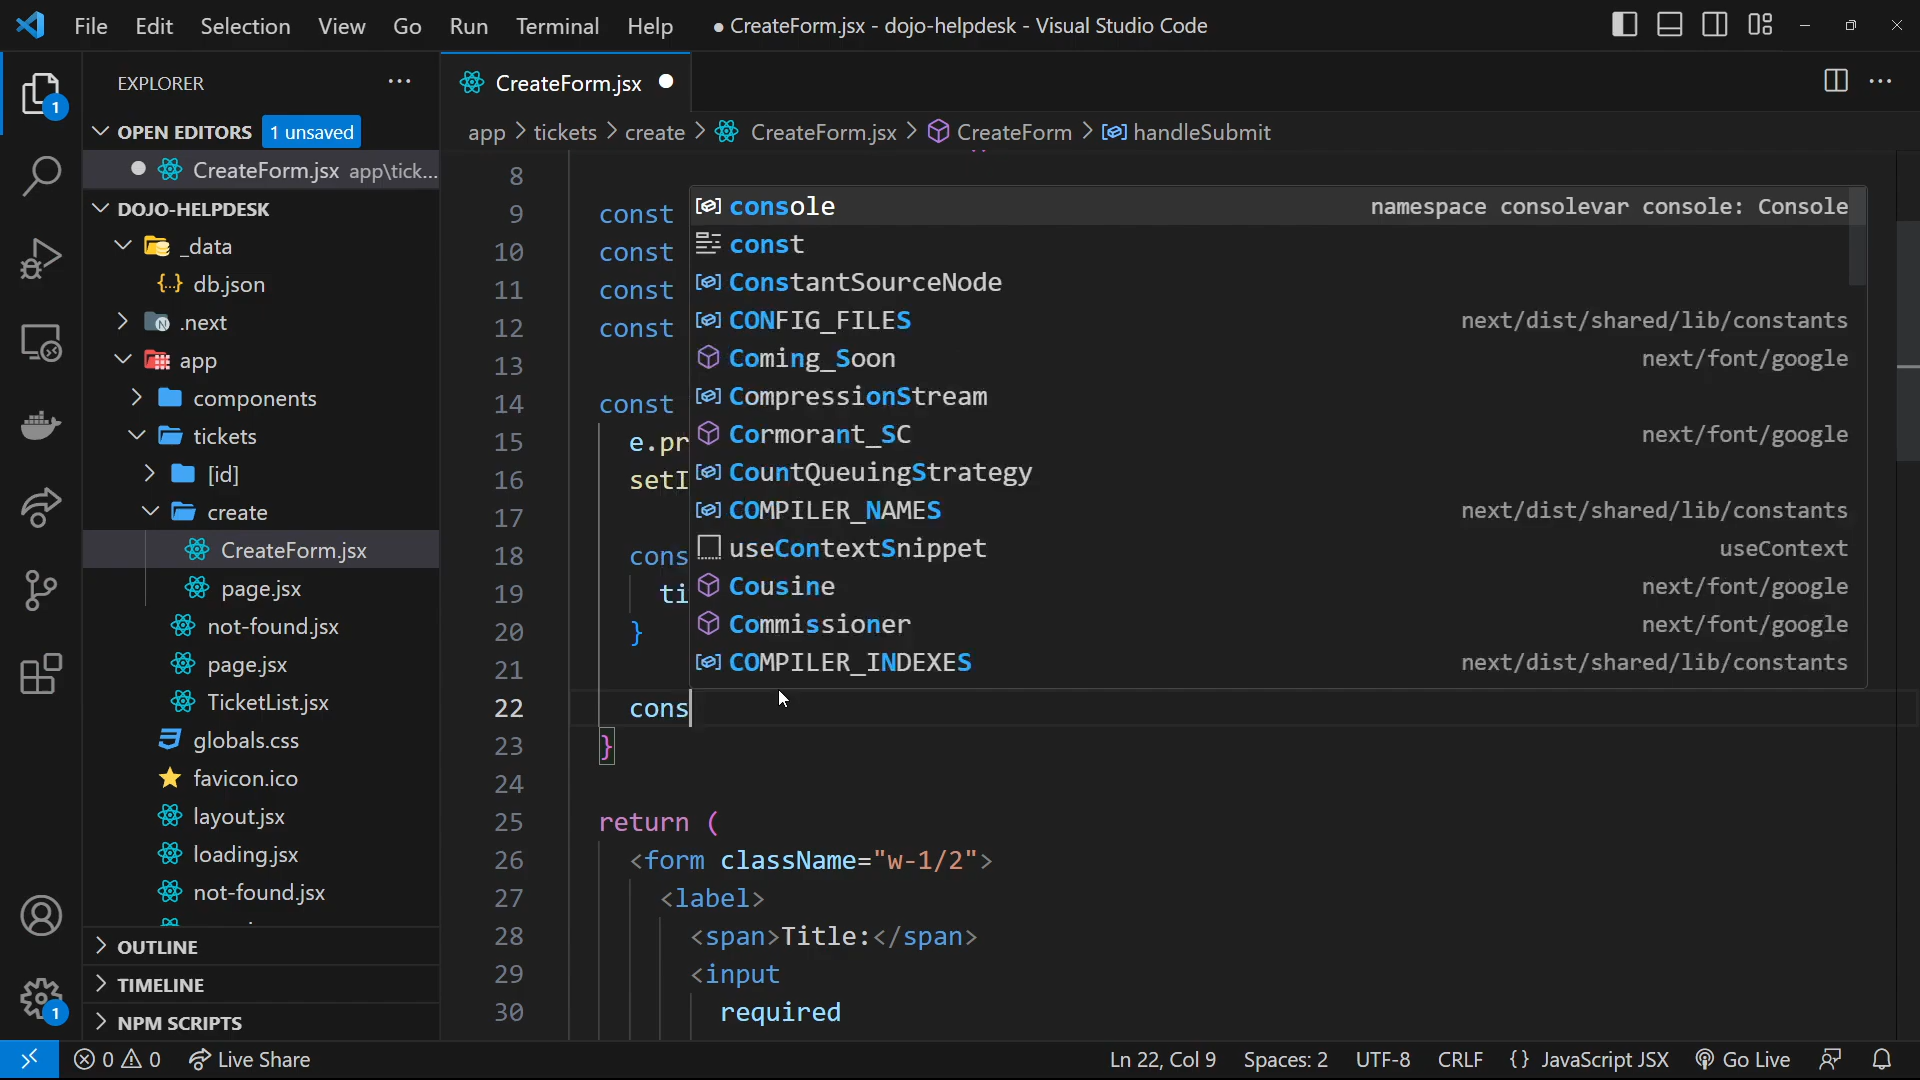 File Edit Selection View Go Run Terminal Help ● CreateForm.jsx - dojo-helpdesk - Visual Studio Code
EXPLORER ···
OPEN EDITORS 1 unsaved
● CreateForm.jsx app\tick...
DOJO-HELPDESK
_data
{..} db.json
.next
app
components
tickets
[id]
create
CreateForm.jsx
page.jsx
not-found.jsx
page.jsx
TicketList.jsx
globals.css
favicon.ico
layout.jsx
loading.jsx
not-found.jsx
OUTLINE
TIMELINE
NPM SCRIPTS
1
1
CreateForm.jsx ●
app > tickets > create > CreateForm.jsx > CreateForm > handleSubmit
8
9 const
10 const
11 const
12 const
13
14 const
15 e.pr
16 setI
17
18 cons
19 ti
20 }
21
22 cons
23 }
24
25 return (
26 <form className="w-1/2">
27 <label>
28 <span>Title:</span>
29 <input
30 required
console namespace consolevar console: Console
const
ConstantSourceNode
CONFIG_FILES next/dist/shared/lib/constants
Coming_Soon next/font/google
CompressionStream
Cormorant_SC next/font/google
CountQueuingStrategy
COMPILER_NAMES next/dist/shared/lib/constants
useContextSnippet useContext
Cousine next/font/google
Commissioner next/font/google
COMPILER_INDEXES next/dist/shared/lib/constants
0 0 Live Share Ln 22, Col 9 Spaces: 2 UTF-8 CRLF {} JavaScript JSX Go Live